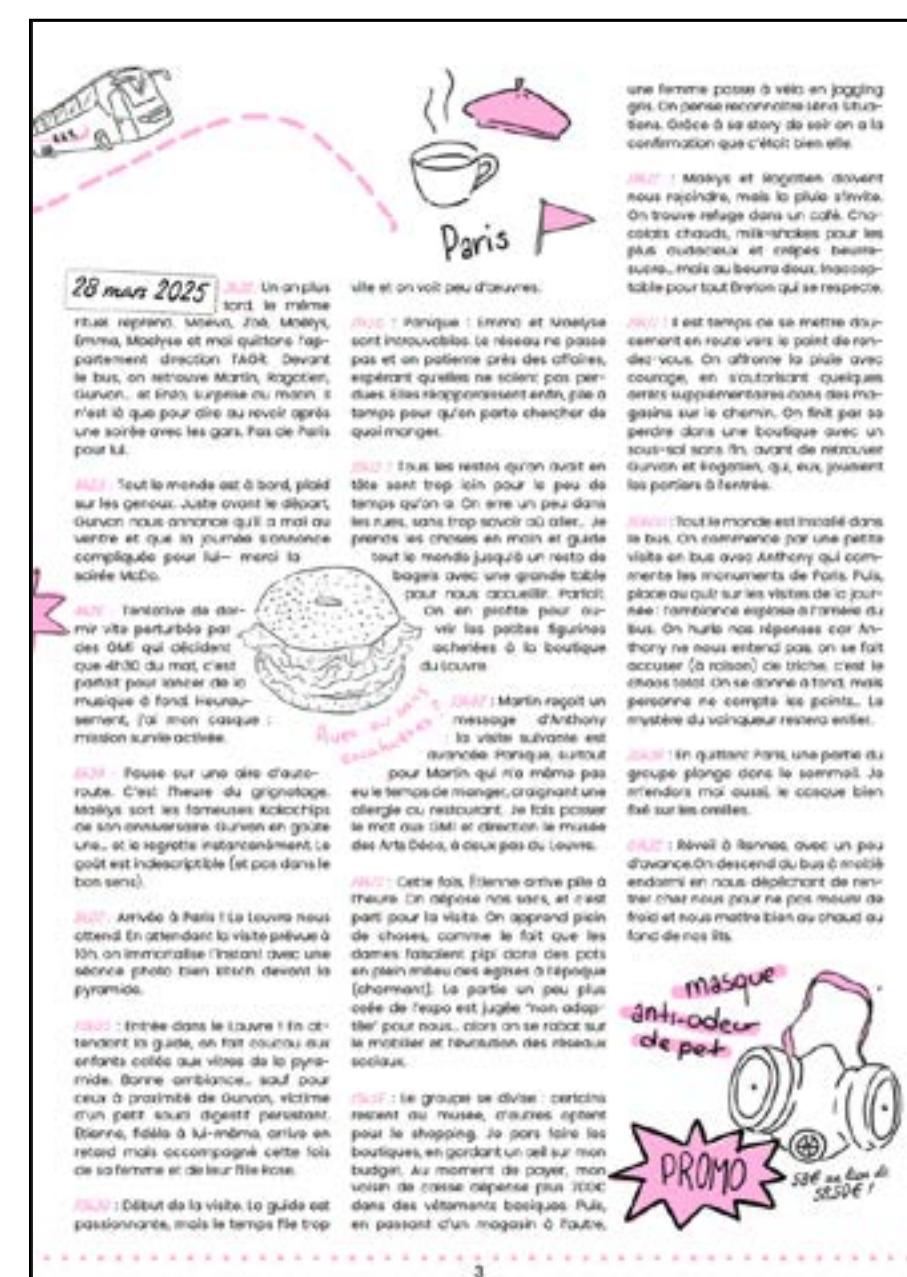 Paris
28 mars 2025
Un an plus
tard, le même
rituel reprend. Maëva, Zoé, Maëlys,
Emma, Maelyse et moi quittons l'ap-
partement direction l'AGR. Devant
le bus, on retrouve Martin, Rogatien,
Gurvan... et Enzo, surprise du matin. Il
n'est là que pour dire au revoir après
une soirée avec les gars. Pas de Paris
pour lui.
: Tout le monde est à bord, plaid
sur les genoux. Juste avant le départ,
Gurvan nous annonce qu'il a mal au
ventre et que la journée s'annonce
compliquée pour lui— merci la
soirée McDo.
: Tentative de dor-
mir vite perturbée par
des GMI qui décident
que 4h30 du mat, c'est
parfait pour lancer de la
musique à fond. Heureu-
sement, j'ai mon casque :
mission survie activée.
: Pause sur une aire d'auto-
route. C'est l'heure du grignotage.
Maëlys sort les fameuses Kokochips
de son anniversaire. Gurvan en goûte
une... et le regrette instantanément. Le
goût est indescriptible (et pas dans le
bon sens).
: Arrivée à Paris ! Le Louvre nous
attend. En attendant la visite prévue à
10h, on immortalise l'instant avec une
séance photo bien kitsch devant la
pyramide.
: Entrée dans le Louvre ! En at-
tendant la guide, on fait coucou aux
enfants collés aux vitres de la pyra-
mide. Bonne ambiance... sauf pour
ceux à proximité de Gurvan, victime
d'un petit souci digestif persistant.
Étienne, fidèle à lui-même, arrive en
retard mais accompagné cette fois
de sa femme et de leur fille Rose.
: Début de la visite. La guide est
passionnante, mais le temps file trop
vite et on voit peu d'œuvres.
: Panique ! Emma et Maelyse
sont introuvables. Le réseau ne passe
pas et on patiente près des affaires,
espérant qu'elles ne soient pas per-
dues. Elles réapparaissent enfin, pile à
temps pour qu'on parte chercher de
quoi manger.
: Tous les restos qu'on avait en
tête sont trop loin pour le peu de
temps qu'on a. On erre un peu dans
les rues, sans trop savoir où aller... Je
prends les choses en main et guide
tout le monde jusqu'à un resto de
bagels avec une grande table
pour nous accueillir. Parfait.
On en profite pour ou-
vrir les petites figurines
achetées à la boutique
du Louvre.
Avec ou sans
cacahuètes ?
: Martin reçoit un
message d'Anthony
: la visite suivante est
avancée. Panique, surtout
pour Martin qui n'a même pas
eu le temps de manger, craignant une
allergie au restaurant. Je fais passer
le mot aux GMI et direction le musée
des Arts Déco, à deux pas du Louvre.
: Cette fois, Étienne arrive pile à
l'heure. On dépose nos sacs, et c'est
parti pour la visite. On apprend plein
de choses, comme le fait que les
dames faisaient pipi dans des pots
en plein milieu des églises à l'époque
(charmant). La partie un peu plus
osée de l'expo est jugée "non adap-
tée" pour nous... alors on se rabat sur
le mobilier et l'évolution des réseaux
sociaux.
: Le groupe se divise : certains
restent au musée, d'autres optent
pour le shopping. Je pars faire les
boutiques, en gardant un œil sur mon
budget. Au moment de payer, mon
voisin de caisse dépense plus 700€
dans des vêtements basiques. Puis,
en passant d'un magasin à l'autre,
une femme passe à vélo en jogging
gris. On pense reconnaître Léna Situa-
tions. Grâce à sa story de soir on a la
confirmation que c'était bien elle.
: Maëlys et Rogatien doivent
nous rejoindre, mais la pluie s'invite.
On trouve refuge dans un café. Cho-
colats chauds, milk-shakes pour les
plus audacieux et crêpes beurre-
sucre... mais au beurre doux. Inaccep-
table pour tout Breton qui se respecte.
: Il est temps de se mettre dou-
cement en route vers le point de ren-
dez-vous. On affronte la pluie avec
courage, en s'autorisant quelques
arrêts supplémentaires dans des ma-
gasins sur le chemin. On finit par se
perdre dans une boutique avec un
sous-sol sans fin, avant de retrouver
Gurvan et Rogatien, qui, eux, jouaient
les portiers à l'entrée.
: Tout le monde est installé dans
le bus. On commence par une petite
visite en bus avec Anthony qui com-
mente les monuments de Paris. Puis,
place au quiz sur les visites de la jour-
née : l'ambiance explose à l'arrière du
bus. On hurle nos réponses car An-
thony ne nous entend pas, on se fait
accuser (à raison) de triche, c'est le
chaos total. On se donne à fond, mais
personne ne compte les points... Le
mystère du vainqueur restera entier.
: En quittant Paris, une partie du
groupe plonge dans le sommeil. Je
m'endors moi aussi, le casque bien
fixé sur les oreilles.
: Réveil à Rennes, avec un peu
d'avance.On descend du bus à moitié
endormi en nous dépêchant de ren-
trer chez nous pour ne pas mourir de
froid et nous mettre bien au chaud au
fond de nos lits.
masque
anti-odeur
de pet
PROMO
58€ au lieu de
58,50€ !
3